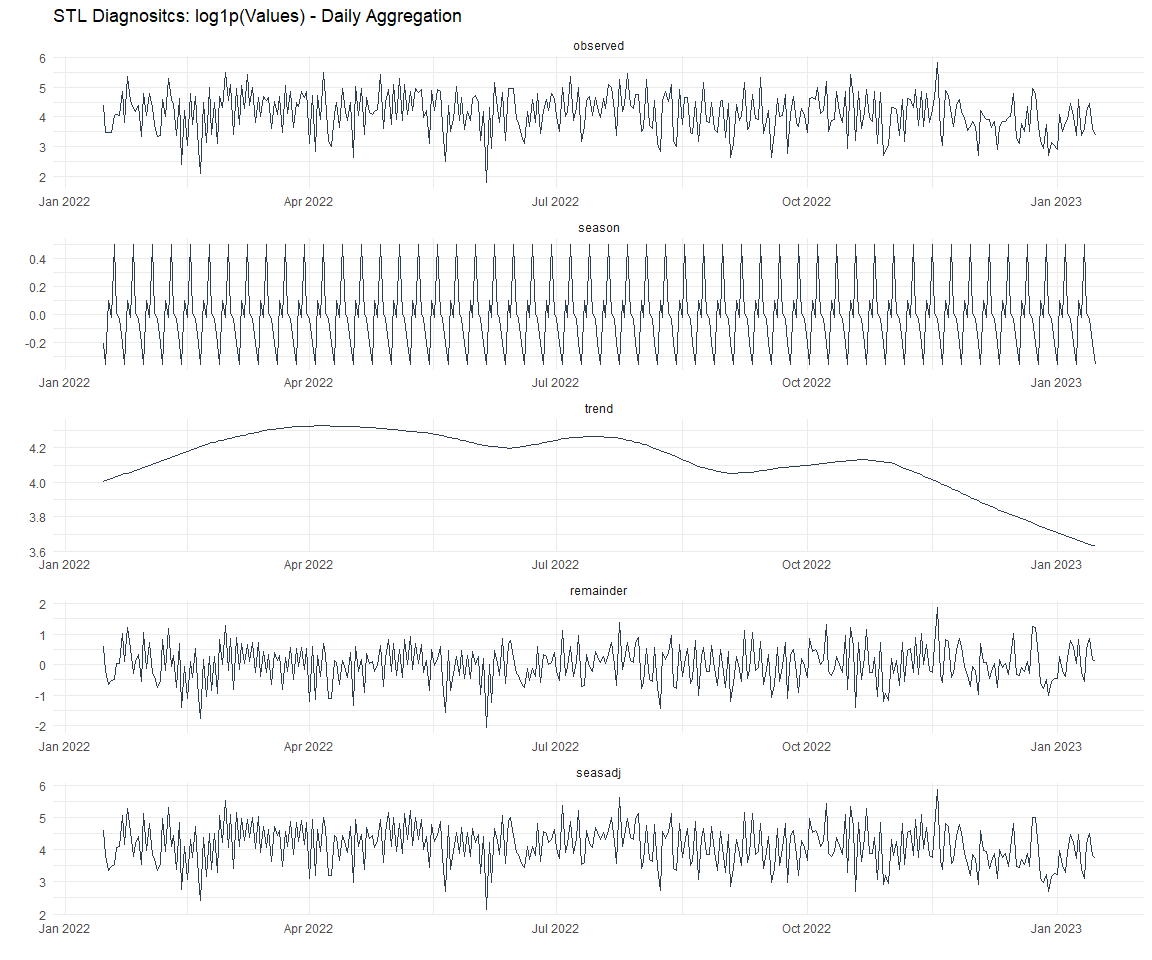 STL Diagnositcs: log1p(Values) - Daily Aggregation
observed
6
5
4
3
2
Jan 2022 Apr 2022 Jul 2022 Oct 2022 Jan 2023
season
0.4
0.2
0.0
-0.2
Jan 2022 Apr 2022 Jul 2022 Oct 2022 Jan 2023
trend
4.2
4.0
3.8
3.6
Jan 2022 Apr 2022 Jul 2022 Oct 2022 Jan 2023
remainder
2
1
0
-1
-2
Jan 2022 Apr 2022 Jul 2022 Oct 2022 Jan 2023
seasadj
6
5
4
3
2
Jan 2022 Apr 2022 Jul 2022 Oct 2022 Jan 2023